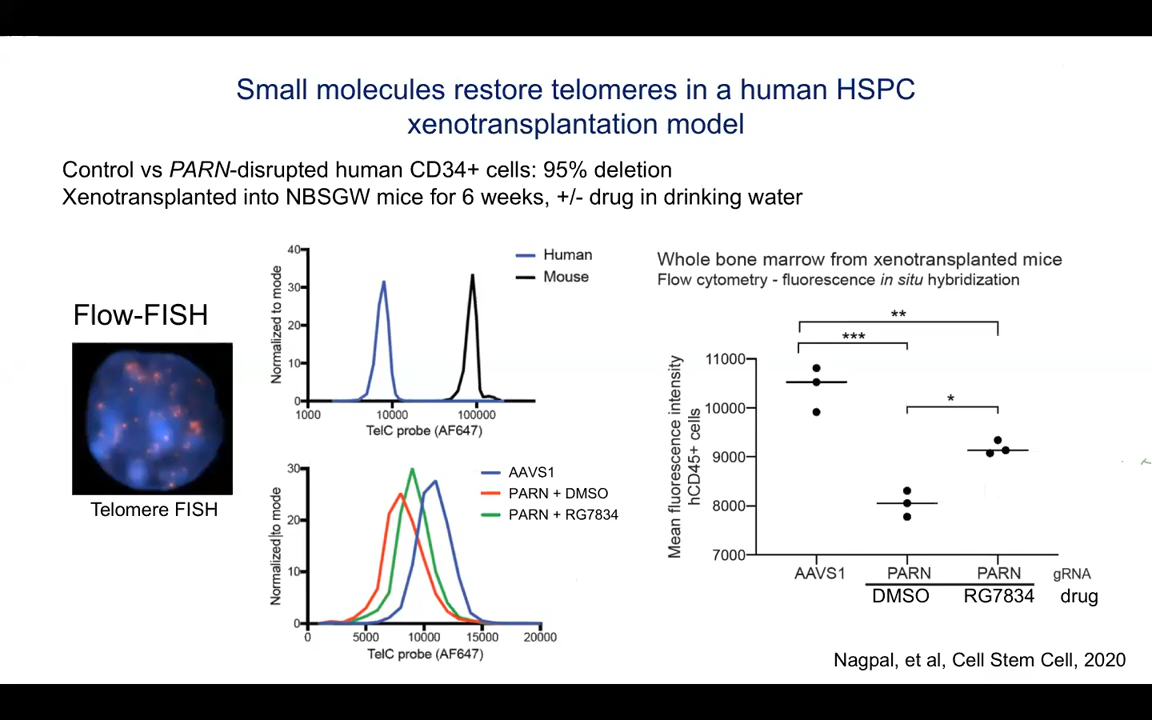 Small molecules restore telomeres in a human HSPC
xenotransplantation model
Control vs PARN-disrupted human CD34+ cells: 95% deletion
Xenotransplanted into NBSGW mice for 6 weeks, +/- drug in drinking water
Flow-FISH
Telomere FISH
Normalized to mode
40
30
20
10
0
1000
10000
100000
TelC probe (AF647)
Human
Mouse
Normalized to mode
30
20
10
0
0
5000
10000
15000
20000
TelC probe (AF647)
AAVS1
PARN + DMSO
PARN + RG7834
Whole bone marrow from xenotransplanted mice
Flow cytometry - fluorescence in situ hybridization
**
***
*
Mean fluorescence intensity
hCD45+ cells
11000
10000
9000
8000
7000
AAVS1 PARN PARN gRNA
DMSO RG7834 drug
Nagpal, et al, Cell Stem Cell, 2020